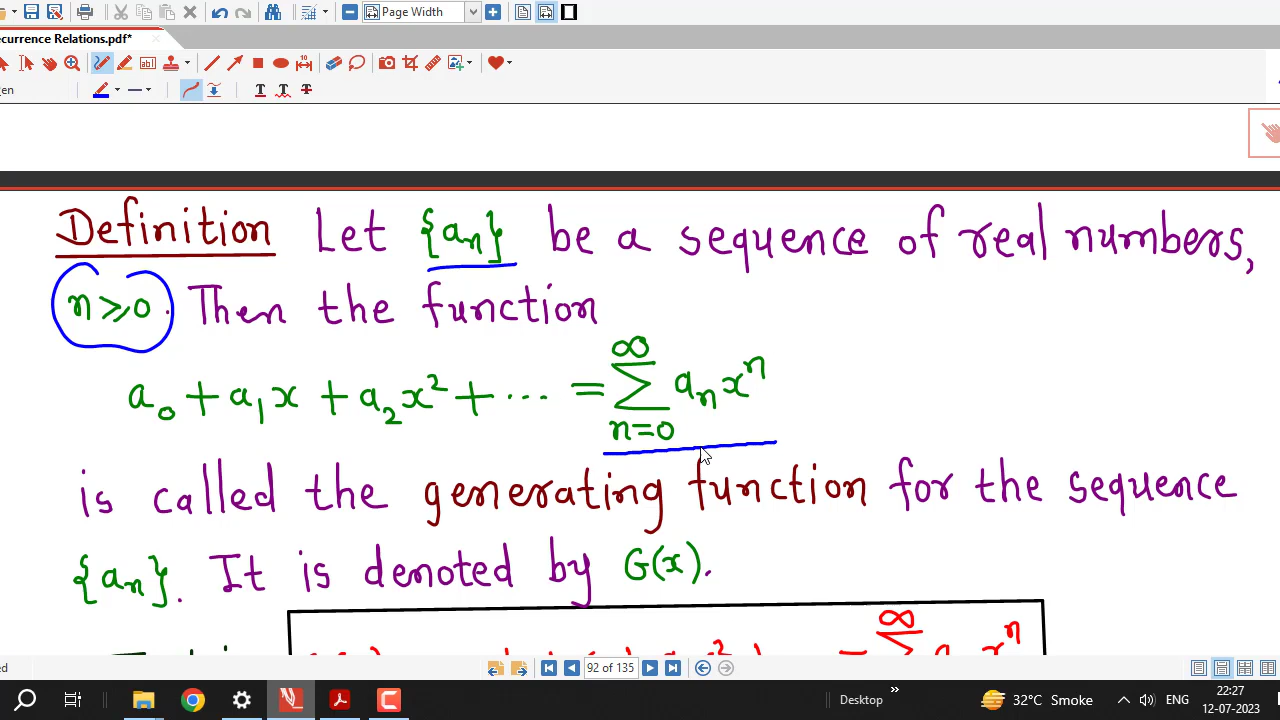 Page Width
ecurrence Relations.pdf*
en
Definition Let {aₙ} be a sequence of real numbers,
n≥0. Then the function
a₀ + a₁x + a₂x² + ··· = ∑ₙ₌₀^∞ aₙxⁿ
is called the generating function for the sequence
{aₙ}. It is denoted by G(x).
92 of 135
Desktop
»
32°C Smoke
ENG
22:27
12-07-2023